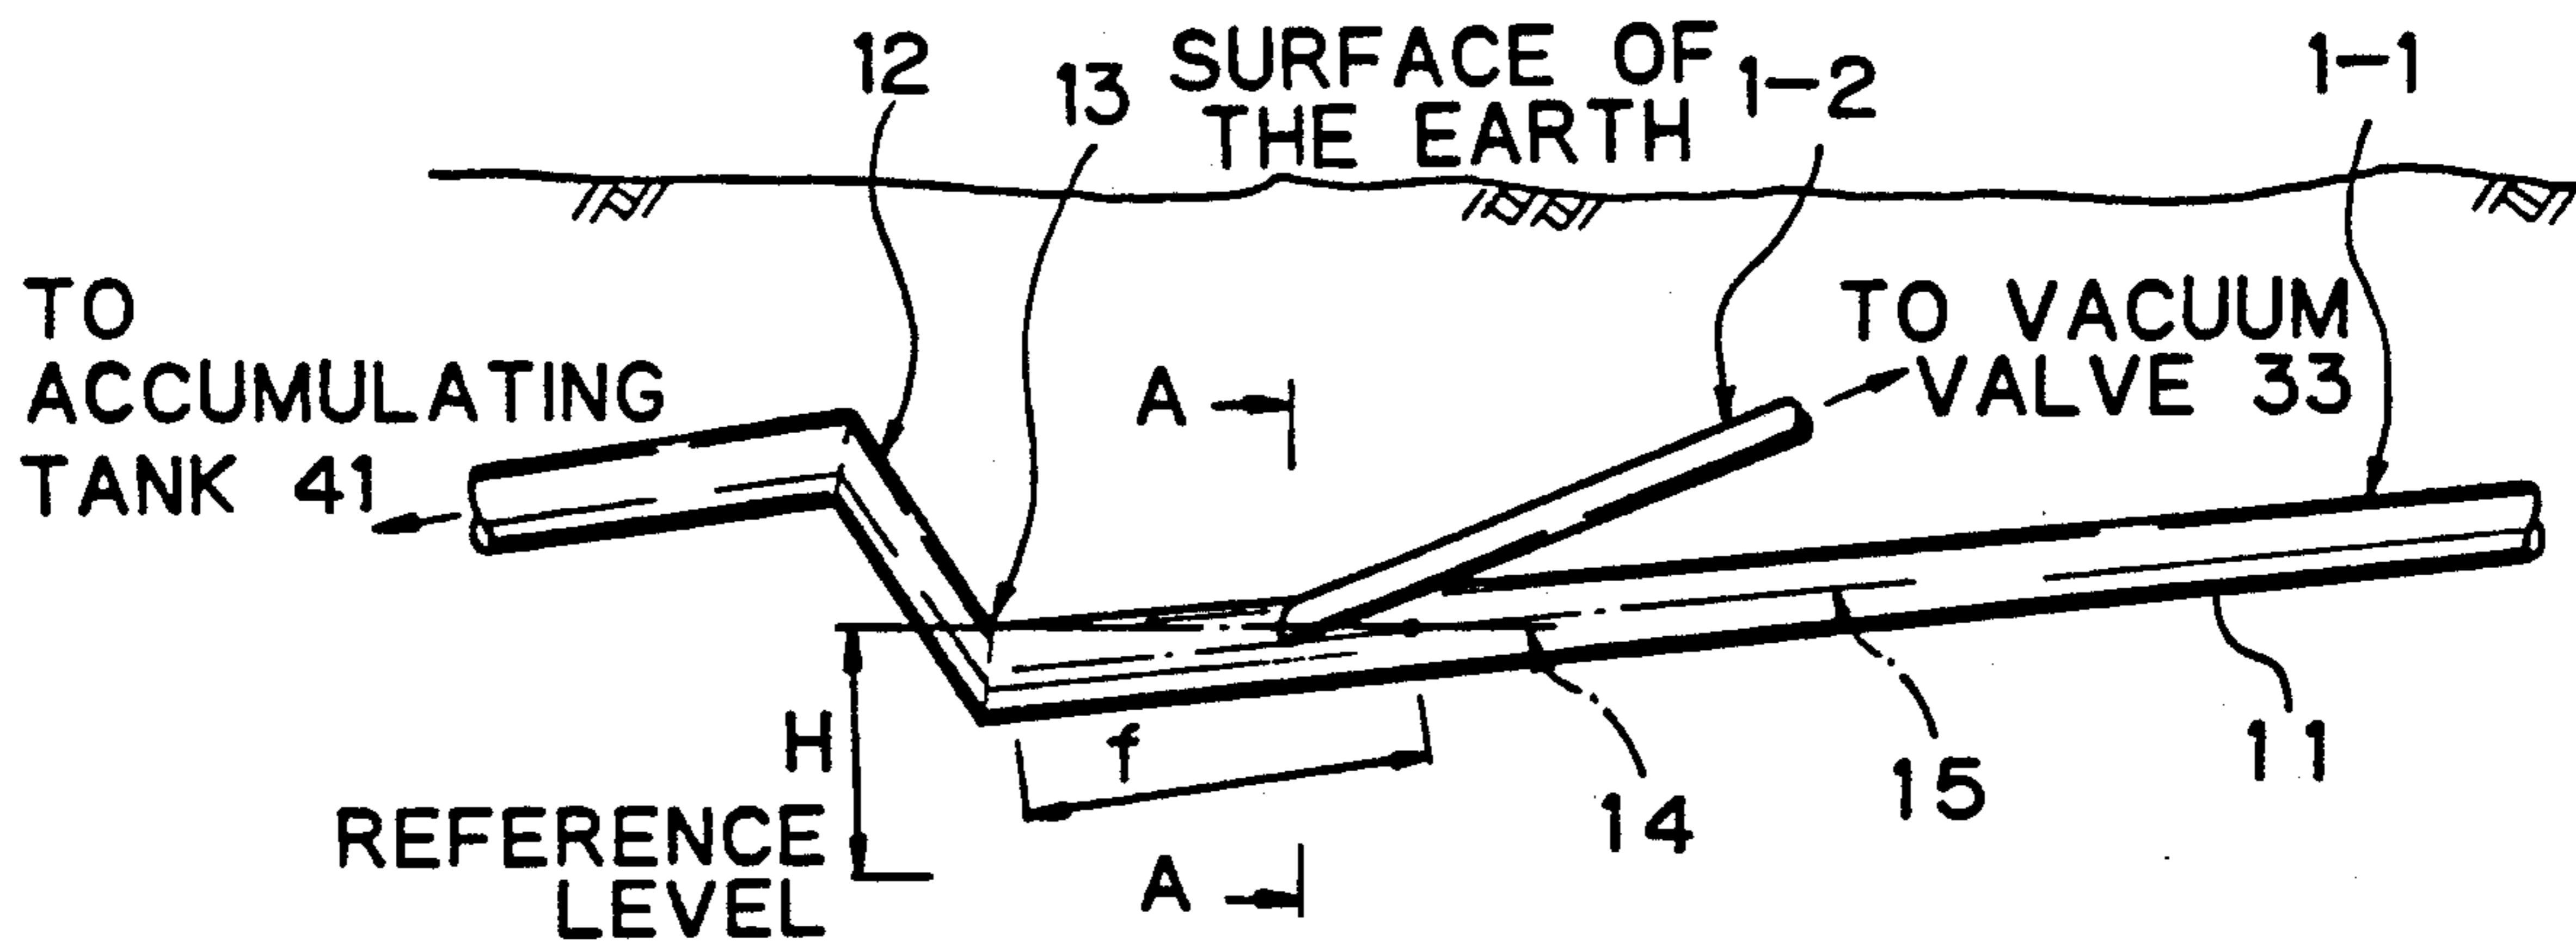 12
13
SURFACE OF
THE EARTH
1-2
1-1
TO
ACCUMULATING
TANK 41
A
TO VACUUM
VALVE 33
H
f
REFERENCE
LEVEL
A
14
15
11